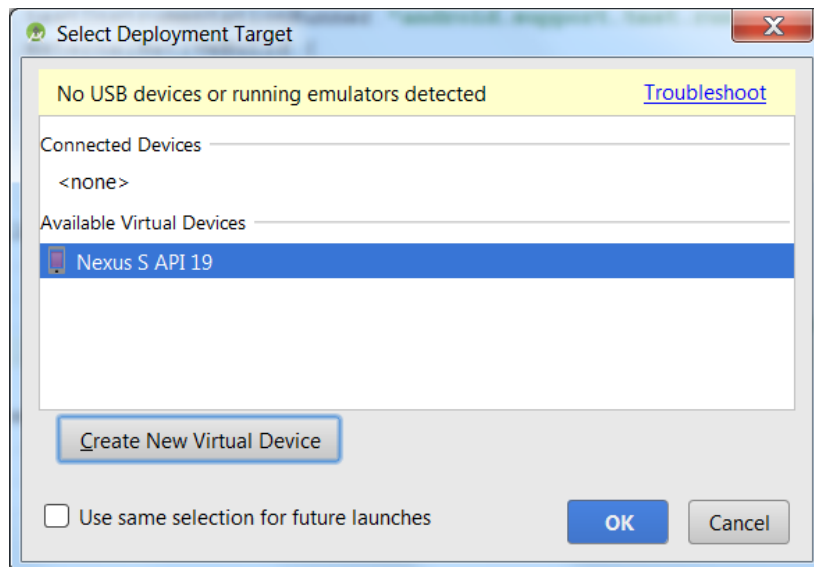 Select Deployment Target
No USB devices or running emulators detected Troubleshoot
Connected Devices
<none>
Available Virtual Devices
Nexus S API 19
Create New Virtual Device
Use same selection for future launches
OK Cancel